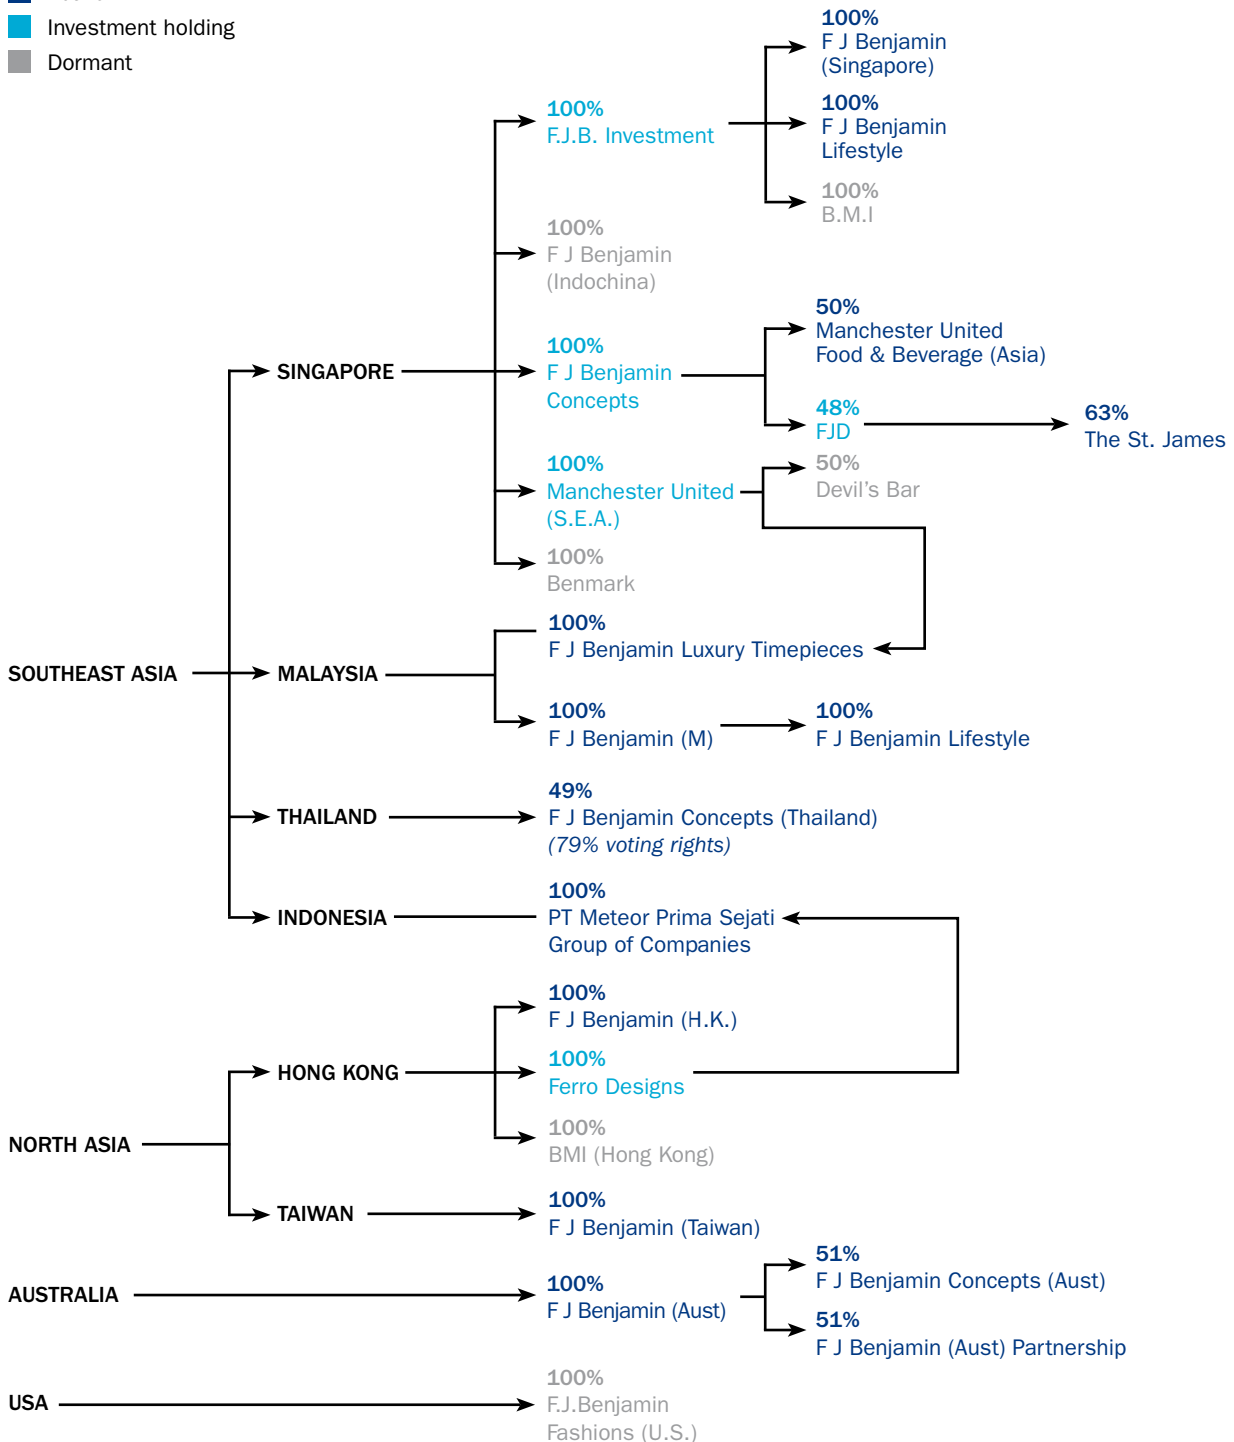 Investment holding
Dormant
100%
F J Benjamin
(Singapore)
100%
F.J.B. Investment
100%
F J Benjamin
Lifestyle
100%
B.M.I
100%
F J Benjamin
(Indochina)
50%
Manchester United
Food & Beverage (Asia)
SINGAPORE
100%
F J Benjamin
Concepts
48%
FJD
63%
The St. James
100%
Manchester United
(S.E.A.)
50%
Devil's Bar
100%
Benmark
SOUTHEAST ASIA
MALAYSIA
100%
F J Benjamin Luxury Timepieces
100%
F J Benjamin (M)
100%
F J Benjamin Lifestyle
THAILAND
49%
F J Benjamin Concepts (Thailand)
(79% voting rights)
INDONESIA
100%
PT Meteor Prima Sejati
Group of Companies
100%
F J Benjamin (H.K.)
HONG KONG
100%
Ferro Designs
NORTH ASIA
100%
BMI (Hong Kong)
TAIWAN
100%
F J Benjamin (Taiwan)
AUSTRALIA
100%
F J Benjamin (Aust)
51%
F J Benjamin Concepts (Aust)
51%
F J Benjamin (Aust) Partnership
USA
100%
F.J.Benjamin
Fashions (U.S.)